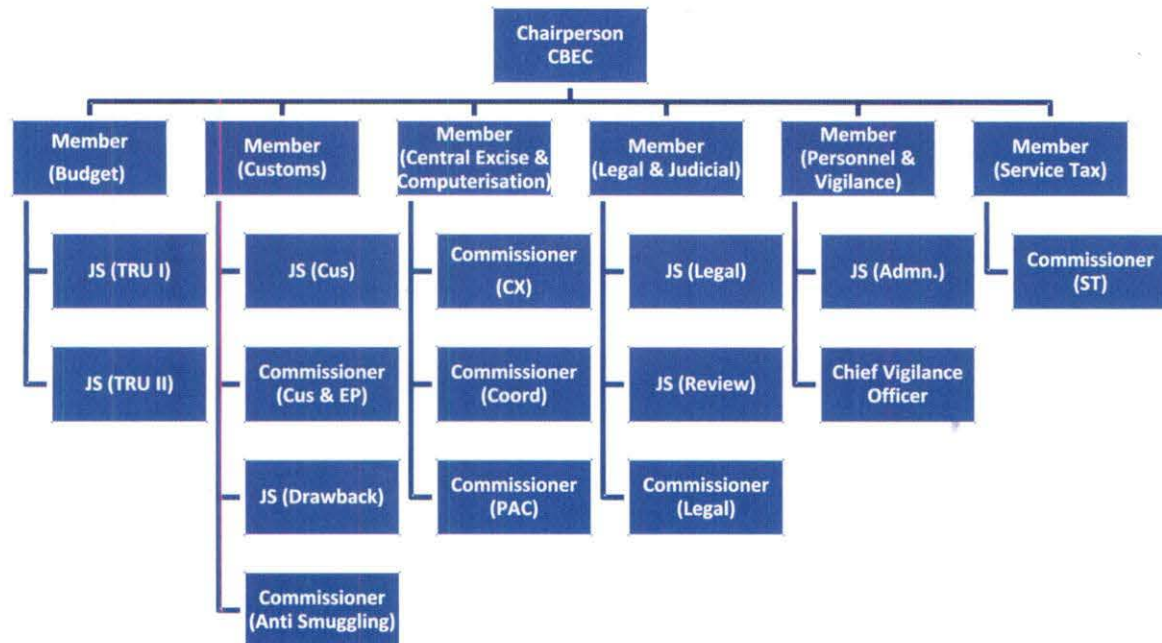 Chairperson
CBEC
Member
(Budget)
Member
(Customs)
Member
(Central Excise &
Computerisation)
Member
(Legal & Judicial)
Member
(Personnel &
Vigilance)
Member
(Service Tax)
JS (TRU I)
JS (Cus)
Commissioner
(CX)
JS (Legal)
JS (Admn.)
Commissioner
(ST)
JS (TRU II)
Commissioner
(Cus & EP)
Commissioner
(Coord)
JS (Review)
Chief Vigilance
Officer
JS (Drawback)
Commissioner
(PAC)
Commissioner
(Legal)
Commissioner
(Anti Smuggling)